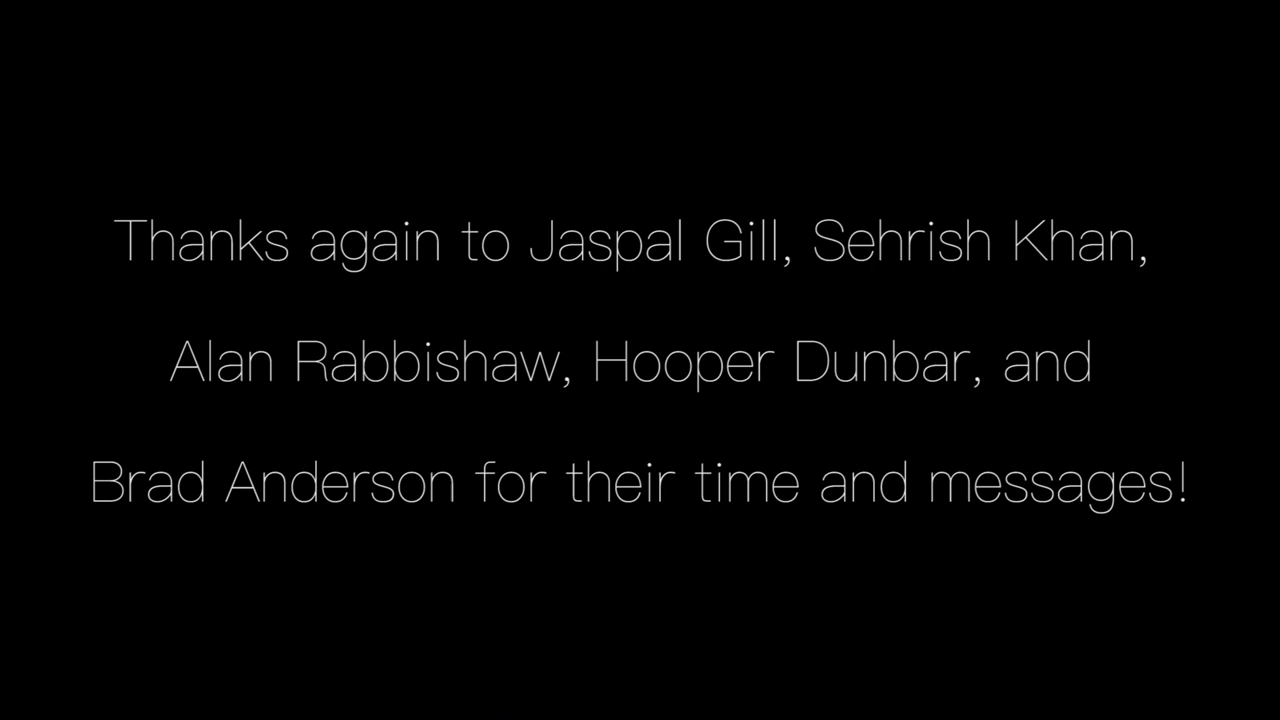 Thanks again to Jaspal Gill, Sehrish Khan,
Alan Rabbishaw, Hooper Dunbar, and
Brad Anderson for their time and messages!